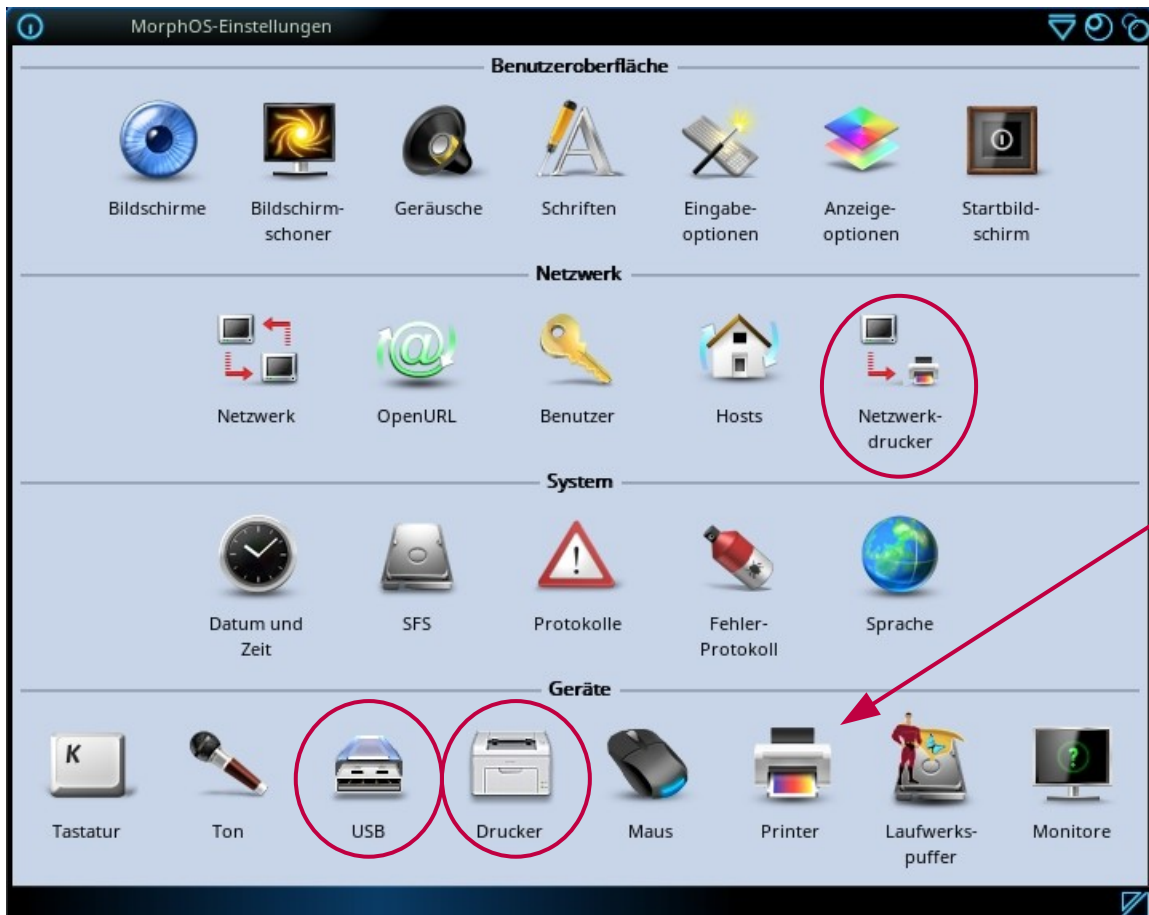 MorphOS-Einstellungen
Benutzeroberfläche
Bildschirme
Bildschirm-
schoner
Geräusche
Schriften
Eingabe-
optionen
Anzeige-
optionen
Startbild-
schirm
Netzwerk
Netzwerk
OpenURL
Benutzer
Hosts
Netzwerk-
drucker
System
Datum und
Zeit
SFS
Protokolle
Fehler-
Protokoll
Sprache
Geräte
K
Tastatur
Ton
USB
Drucker
Maus
Printer
Laufwerks-
puffer
Monitore